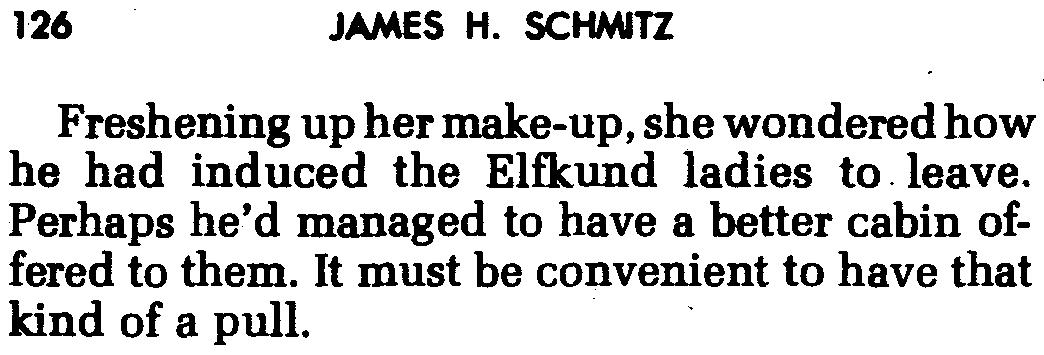 126 JAMES H. SCHMITZ
Freshening up her make-up, she wondered how
he had induced the Elfkund ladies to leave.
Perhaps he'd managed to have a better cabin of-
fered to them. It must be convenient to have that
kind of a pull.